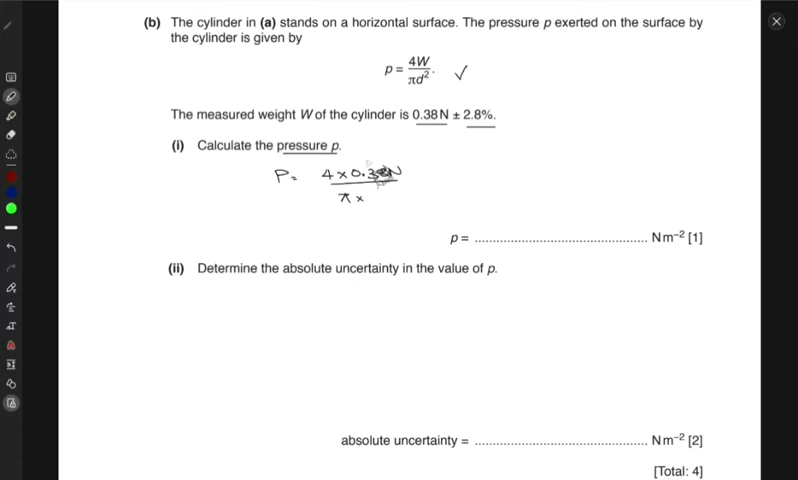 (b) The cylinder in (a) stands on a horizontal surface. The pressure p exerted on the surface by
the cylinder is given by
p = 4W / πd². ✓
The measured weight W of the cylinder is 0.38 N ± 2.8%.
(i) Calculate the pressure p.
P = 4 × 0.38N
π ×
p = ................................................ N m⁻² [1]
(ii) Determine the absolute uncertainty in the value of p.
absolute uncertainty = ................................................ N m⁻² [2]
[Total: 4]